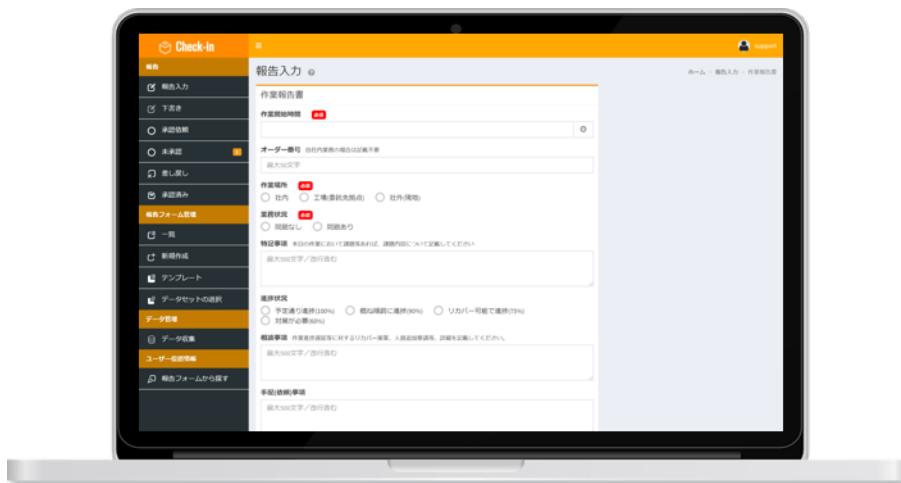 Check-in
support
報告
報告入力
下書き
承認依頼
未承認
差し戻し
承認済み
報告フォーム管理
一覧
新規作成
テンプレート
データセットの選択
データ管理
データ収集
報告フォームから探す
報告入力
ホーム
報告入力
作業報告書
作業報告書
作業開始時間 必須
オーダー番号 自社内業務の場合は記載不要
最大50文字
作業場所 必須
社内 工場(委託先拠点) 社外(現地)
業務状況 必須
問題なし 問題あり
特記事項 本日の作業において課題等あれば、課題内容について記載してください
最大500文字／改行含む
進捗状況
予定通り進捗(100%) 概ね順調に進捗(90%) リカバー可能で進捗(75%)
対策が必要(60%)
相談事項 作業進捗遅延等に対するリカバー提案、人員追加要請等、詳細を記載してください。
最大500文字／改行含む
手配(依頼)事項
最大500文字／改行含む